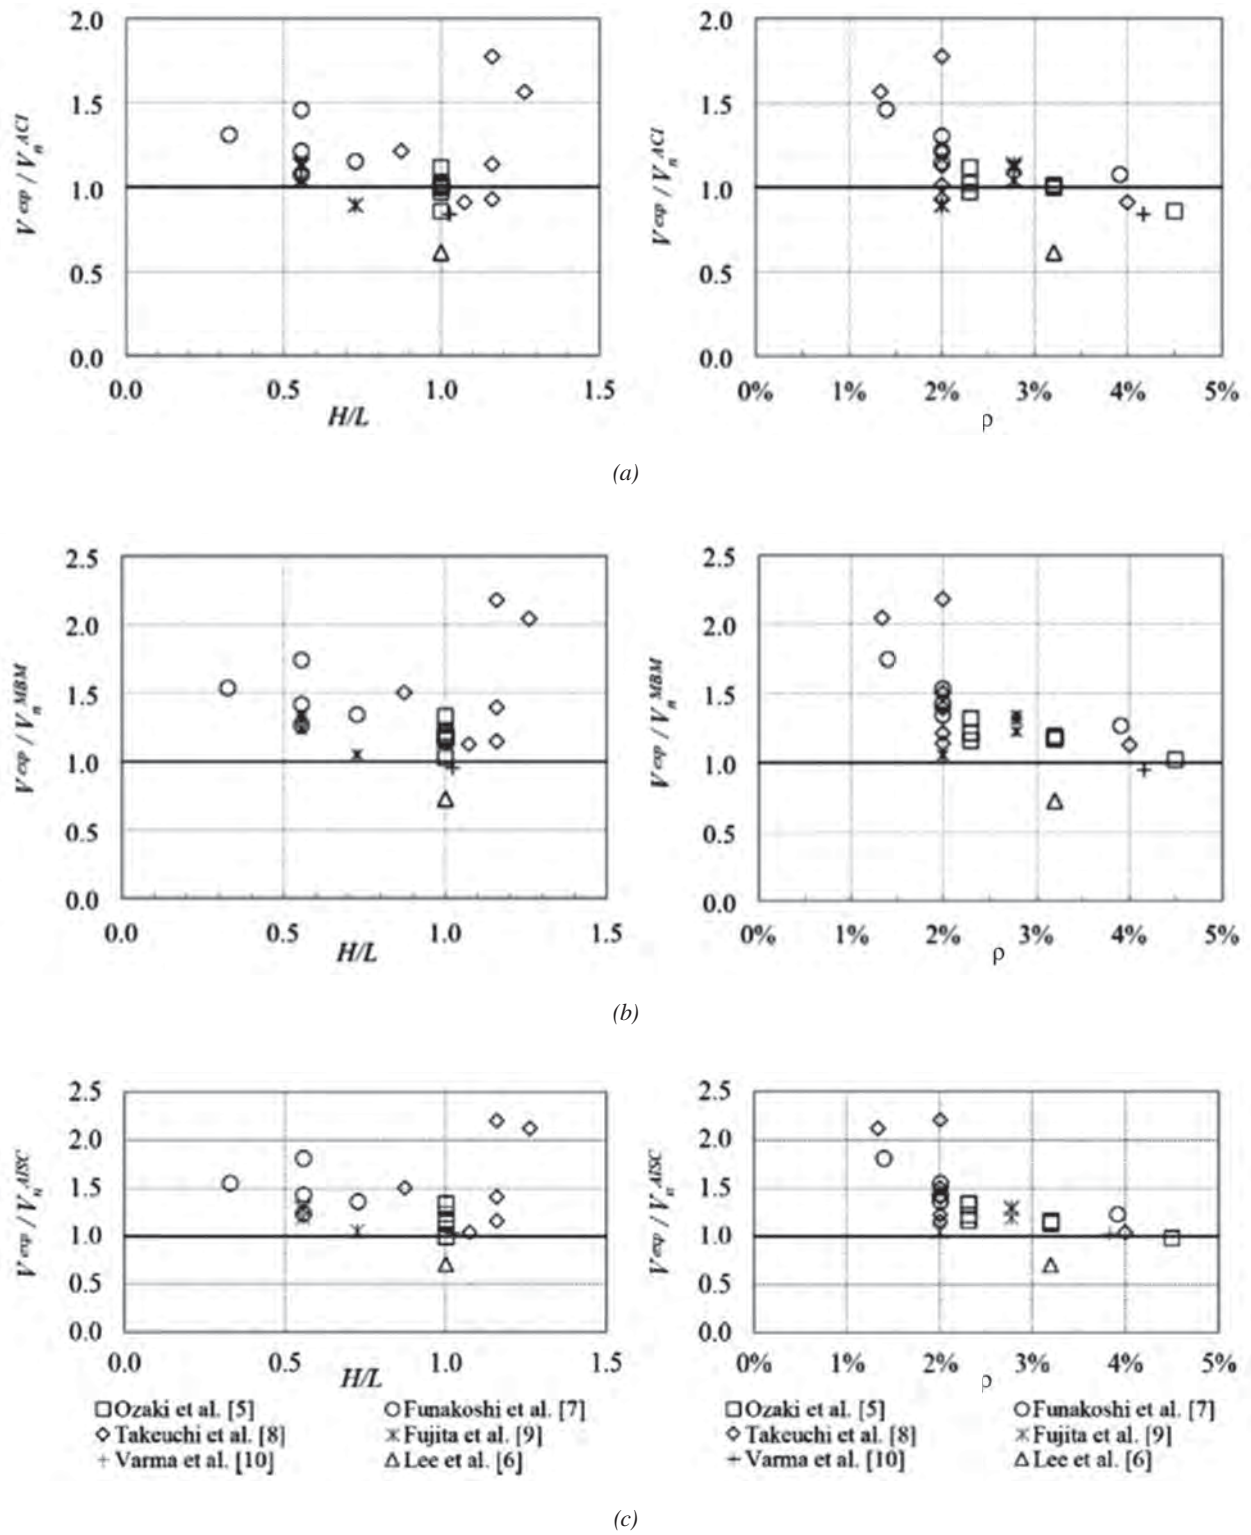 2.0
1.5
1.0
0.5
0.0
V exp / V n ACI
0.0 0.5 1.0 1.5
H/L
2.0
1.5
1.0
0.5
0.0
V exp / V n ACI
0% 1% 2% 3% 4% 5%
ρ
(a)
2.5
2.0
1.5
1.0
0.5
0.0
V exp / V n MBM
0.0 0.5 1.0 1.5
H/L
2.5
2.0
1.5
1.0
0.5
0.0
V exp / V n MBM
0% 1% 2% 3% 4% 5%
ρ
(b)
2.5
2.0
1.5
1.0
0.5
0.0
V exp / V n AISC
0.0 0.5 1.0 1.5
H/L
Ozaki et al. [5] Funakoshi et al. [7]
Takeuchi et al. [8] Fujita et al. [9]
Varma et al. [10] Lee et al. [6]
2.5
2.0
1.5
1.0
0.5
0.0
V exp / V n AISC
0% 1% 2% 3% 4% 5%
ρ
Ozaki et al. [5] Funakoshi et al. [7]
Takeuchi et al. [8] Fujita et al. [9]
Varma et al. [10] Lee et al. [6]
(c)